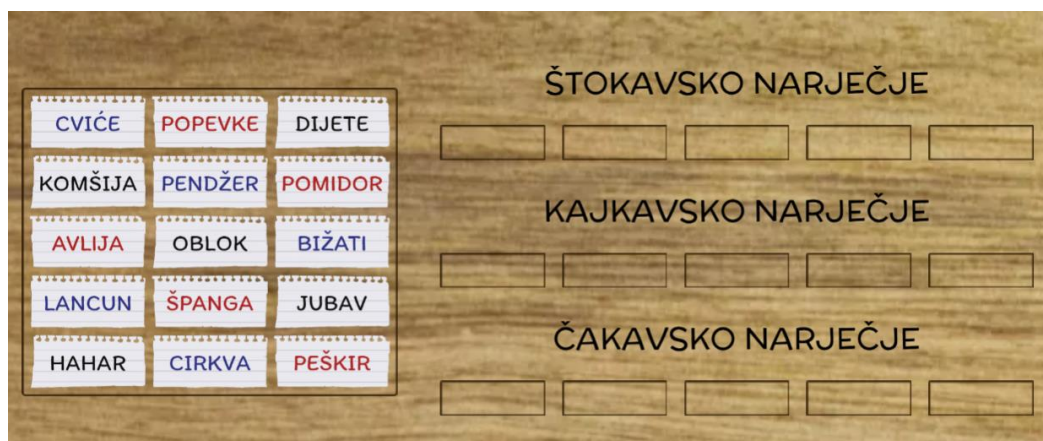 CVIĆE POPEVKE DIJETE
KOMŠIJA PENDŽER POMIDOR
AVLIJA OBLOK BIŽATI
LANCUN ŠPANGA JUBAV
HAHAR CIRKVA PEŠKIR
ŠTOKAVSKO NARJEČJE
KAJKAVSKO NARJEČJE
ČAKAVSKO NARJEČJE